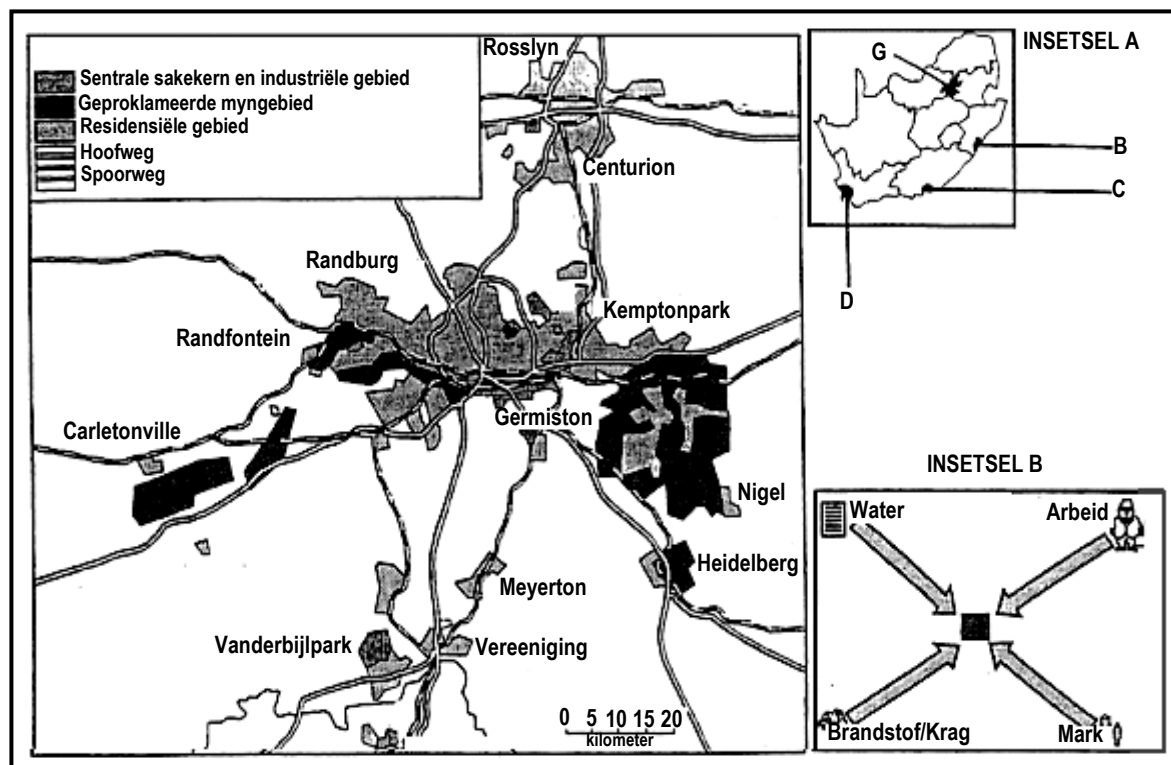 Sentrale sakekern en industriële gebied
Geproklameerde myngebied
Residensiële gebied
Hoofweg
Spoorweg
Rosslyn
Centurion
Randburg
Kemptonpark
Randfontein
Germiston
Carletonville
Nigel
Heidelberg
Meyerton
Vanderbijlpark
Vereeniging
0 5 10 15 20
kilometer
INSETSEL A
G
B
C
D
INSETSEL B
Water
Arbeid
Brandstof/Krag
Mark